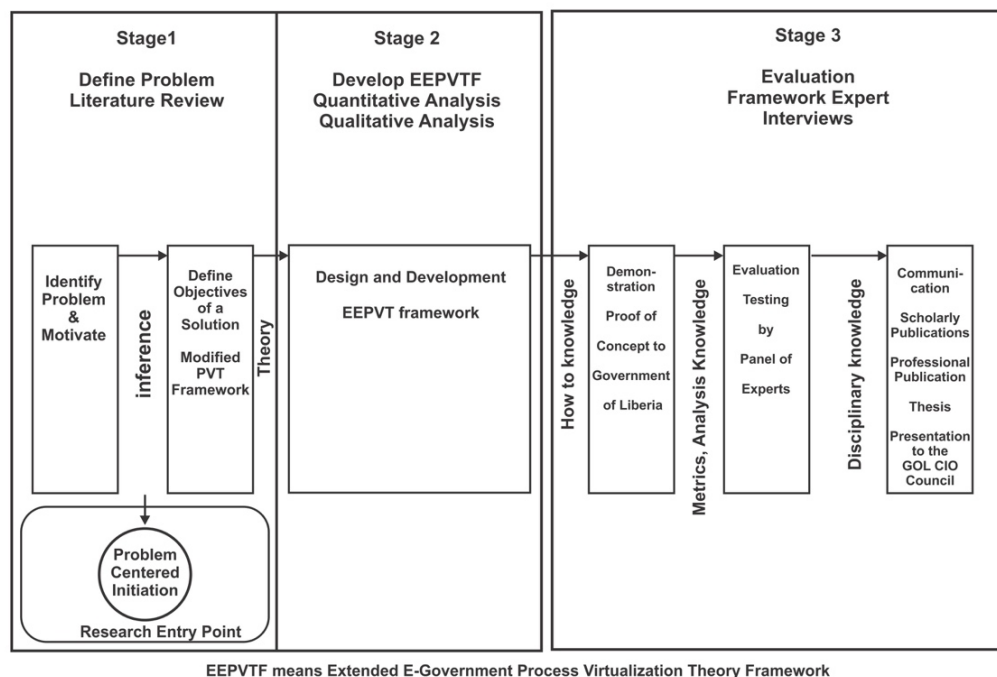 Stage1
Define Problem
Literature Review
Stage 2
Develop EEPVTF
Quantitative Analysis
Qualitative Analysis
Stage 3
Evaluation
Framework Expert
Interviews
Identify
Problem
&
Motivate
inference
Define
Objectives
of a
Solution
Modified
PVT
Framework
Theory
Design and Development
EEPVT framework
How to knowledge
Demon-
stration
Proof of
Concept to
Government
of Liberia
Metrics, Analysis Knowledge
Evaluation
Testing
by
Panel of
Experts
Disciplinary knowledge
Communi-
cation
Scholarly
Publications
Professional
Publication
Thesis
Presentation
to the
GOL CIO
Council
Problem
Centered
Initiation
Research Entry Point
EEPVTF means Extended E-Government Process Virtualization Theory Framework